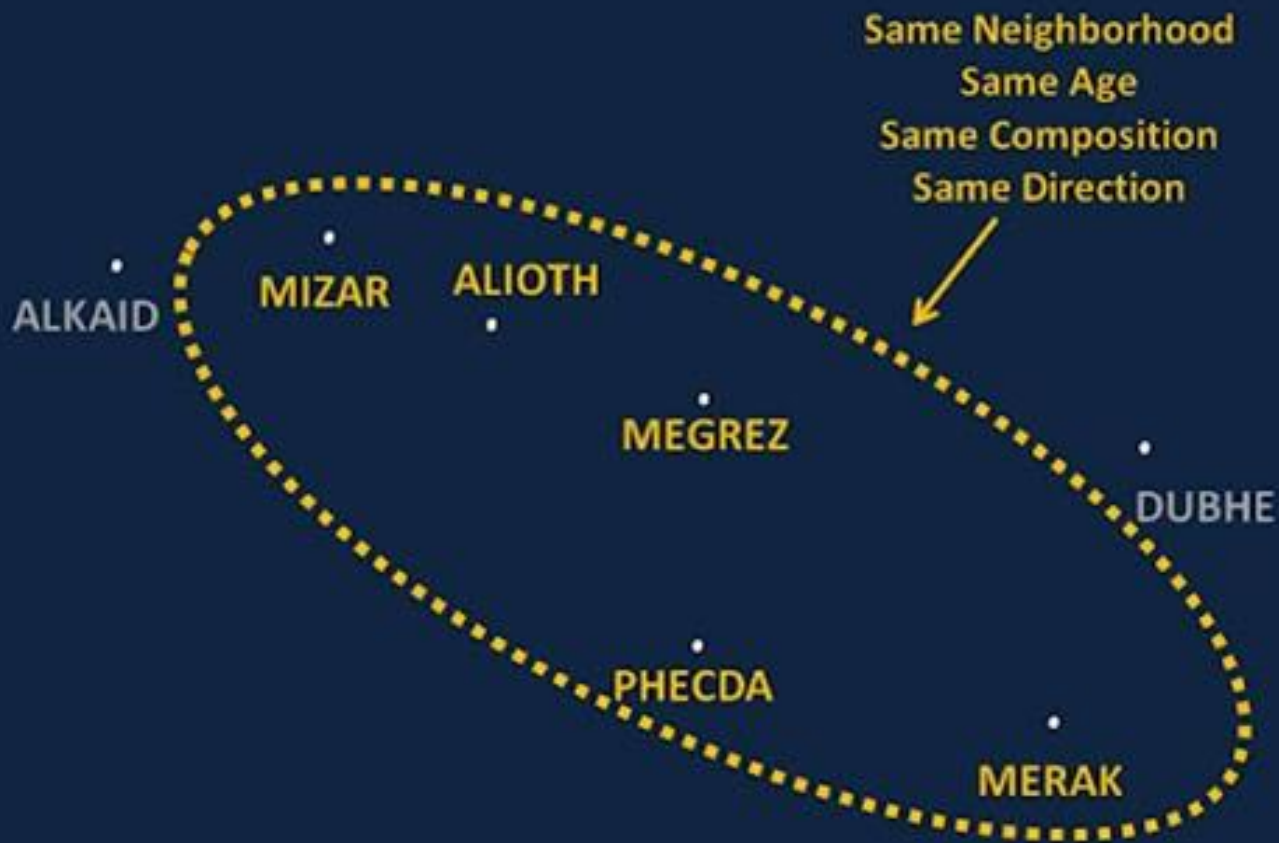 Same Neighborhood
Same Age
Same Composition
Same Direction
ALKAID
MIZAR
ALIOTH
MEGREZ
DUBHE
PHECDA
MERAK